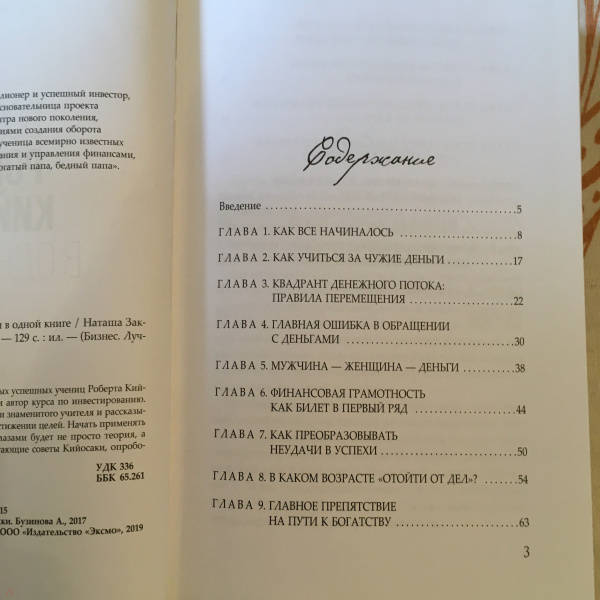 лионер и успешный инвестор,
сновательница проекта
нтра нового поколения,
ниями создания оборота
ученица всемирно известных
ания и управления финансами,
огатый папа, бедный папа».
и в одной книге / Наташа Зак-
— 129 с. : ил. — (Бизнес. Луч-
ых успешных учениц Роберта Кий-
и автор курса по инвестированию.
и знаменитого учителя и рассказы-
тижении целей. Начать применять
лазами будет не просто теория, а
тающие советы Кийосаки, опробо-
УДК 336
ББК 65.261
15
ки. Бузинова А., 2017
ООО «Издательство «Эксмо», 2019
Содержание
Введение 5
ГЛАВА 1. КАК ВСЕ НАЧИНАЛОСЬ 8
ГЛАВА 2. КАК УЧИТЬСЯ ЗА ЧУЖИЕ ДЕНЬГИ 17
ГЛАВА 3. КВАДРАНТ ДЕНЕЖНОГО ПОТОКА:
ПРАВИЛА ПЕРЕМЕЩЕНИЯ 22
ГЛАВА 4. ГЛАВНАЯ ОШИБКА В ОБРАЩЕНИИ
С ДЕНЬГАМИ 30
ГЛАВА 5. МУЖЧИНА — ЖЕНЩИНА — ДЕНЬГИ 38
ГЛАВА 6. ФИНАНСОВАЯ ГРАМОТНОСТЬ
КАК БИЛЕТ В ПЕРВЫЙ РЯД 44
ГЛАВА 7. КАК ПРЕОБРАЗОВЫВАТЬ
НЕУДАЧИ В УСПЕХИ 50
ГЛАВА 8. В КАКОМ ВОЗРАСТЕ «ОТОЙТИ ОТ ДЕЛ»? 54
ГЛАВА 9. ГЛАВНОЕ ПРЕПЯТСТВИЕ
НА ПУТИ К БОГАТСТВУ 63
3